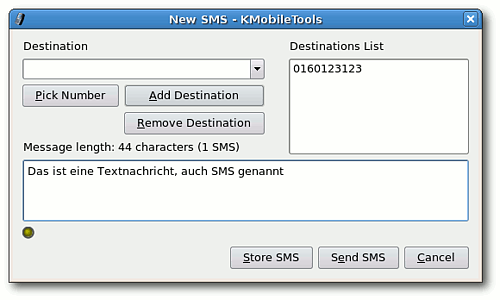 New SMS - KMobileTools
Destination
Destinations List
0160123123
Pick Number
Add Destination
Remove Destination
Message length: 44 characters (1 SMS)
Das ist eine Textnachricht, auch SMS genannt
Store SMS
Send SMS
Cancel